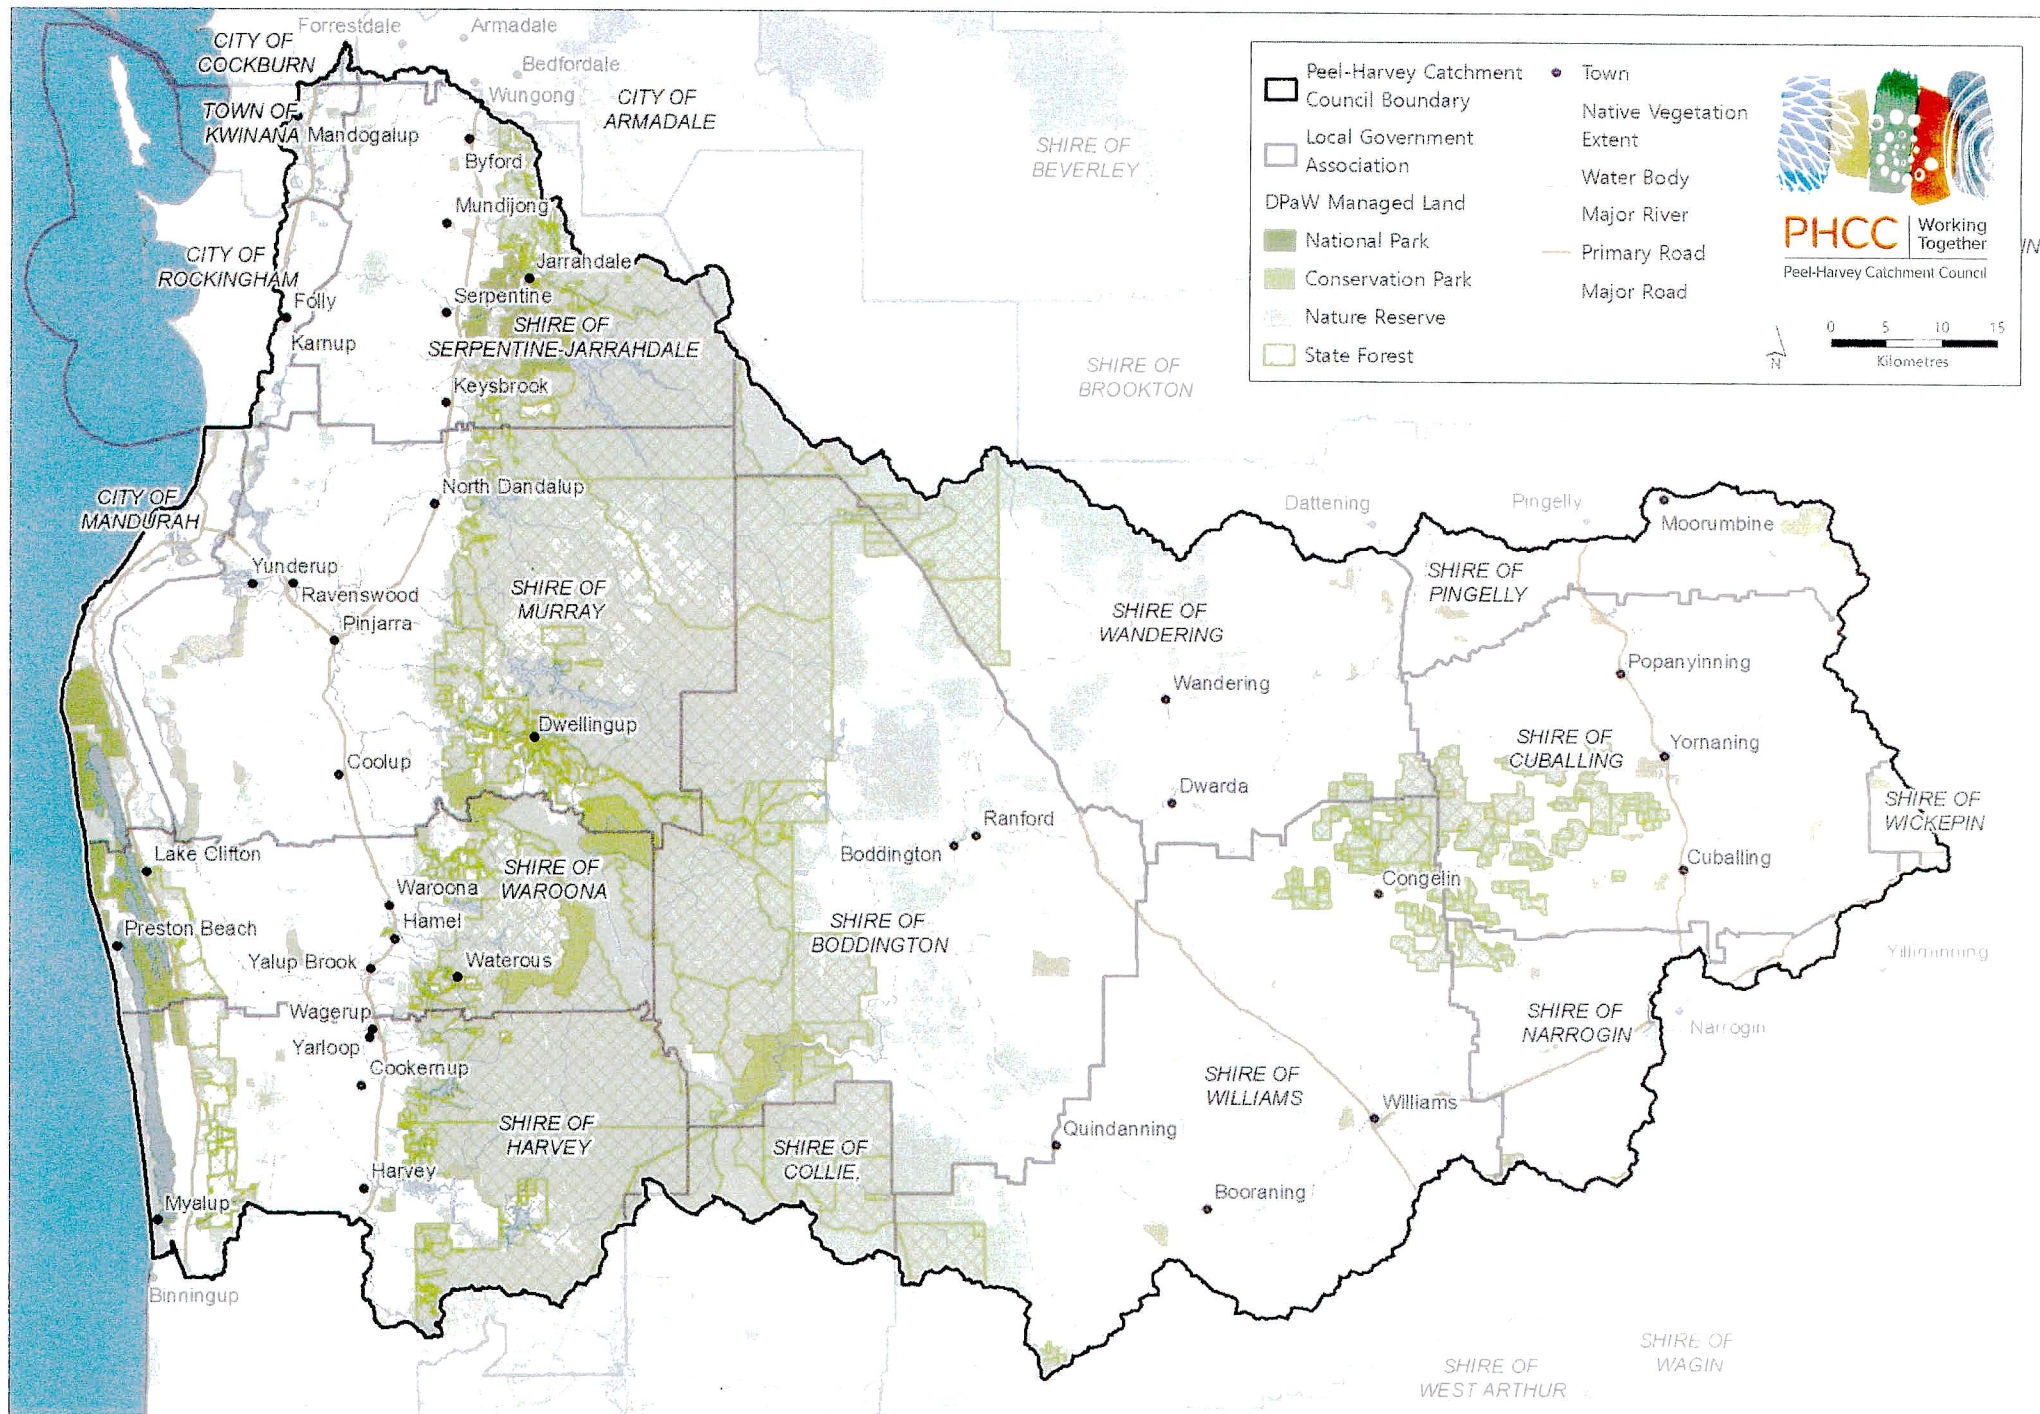 Forrestdale
Armadale
CITY OF
COCKBURN
Bedfordale
Wungong
CITY OF
ARMADALE
TOWN OF
KWINANA
Mandogalup
Byford
SHIRE OF
BEVERLEY
Mundijong
CITY OF
ROCKINGHAM
Jarrahdale
Folly
Serpentine
SHIRE OF
SERPENTINE-JARRAHDALE
Karnup
Keysbrook
SHIRE OF
BROOKTON
Peel-Harvey Catchment
Council Boundary
Local Government
Association
DPaW Managed Land
National Park
Conservation Park
Nature Reserve
State Forest
Town
Native Vegetation
Extent
Water Body
Major River
Primary Road
Major Road
PHCC
Working
Together
Peel-Harvey Catchment Council
N
0 5 10 15
Kilometres
IN
CITY OF
MANDURAH
North Dandalup
Dattening
Pingelly
Moorumbine
Yunderup
Ravenswood
Pinjarra
SHIRE OF
MURRAY
SHIRE OF
WANDERING
SHIRE OF
PINGELLY
Popanyinning
Wandering
Dwellingup
SHIRE OF
CUBALLING
Yornaning
Coolup
Dwarda
Ranford
Boddington
SHIRE OF
WICKEPIN
Lake Clifton
SHIRE OF
WAROONA
Cuballing
Waroona
Hamel
Congelin
Preston Beach
SHIRE OF
BODDINGTON
Yalup Brook
Waterous
Yilliminning
Wagerup
Yarloop
SHIRE OF
NARROGIN
Narrogin
Cookernup
SHIRE OF
WILLIAMS
Williams
SHIRE OF
HARVEY
SHIRE OF
COLLIE
Quindanning
Harvey
Myalup
Booraning
Binningup
SHIRE OF
WAGIN
SHIRE OF
WEST ARTHUR